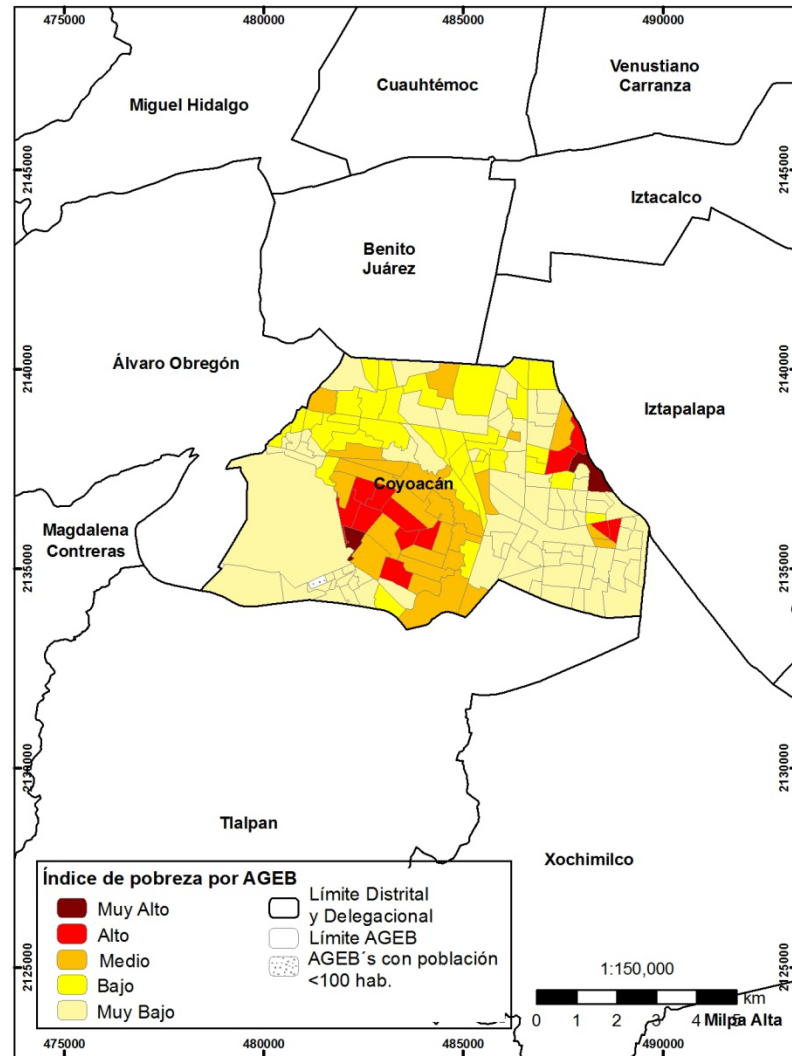 475000
480000
485000
490000
Venustiano
Carranza
Cuauhtémoc
Miguel Hidalgo
2145000
2145000
Iztacalco
Benito
Juárez
2140000
2140000
Álvaro Obregón
Iztapalapa
Coyoacán
Magdalena
Contreras
2135000
2135000
2130000
2130000
Tlalpan
Xochimilco
Índice de pobreza por AGEB
Muy Alto
Alto
Medio
Bajo
Muy Bajo
Límite Distrital
y Delegacional
Límite AGEB
AGEB´s con población
<100 hab.
2125000
2125000
1:150,000
km
0 1 2 3 4 5
Milpa Alta
475000
480000
485000
490000